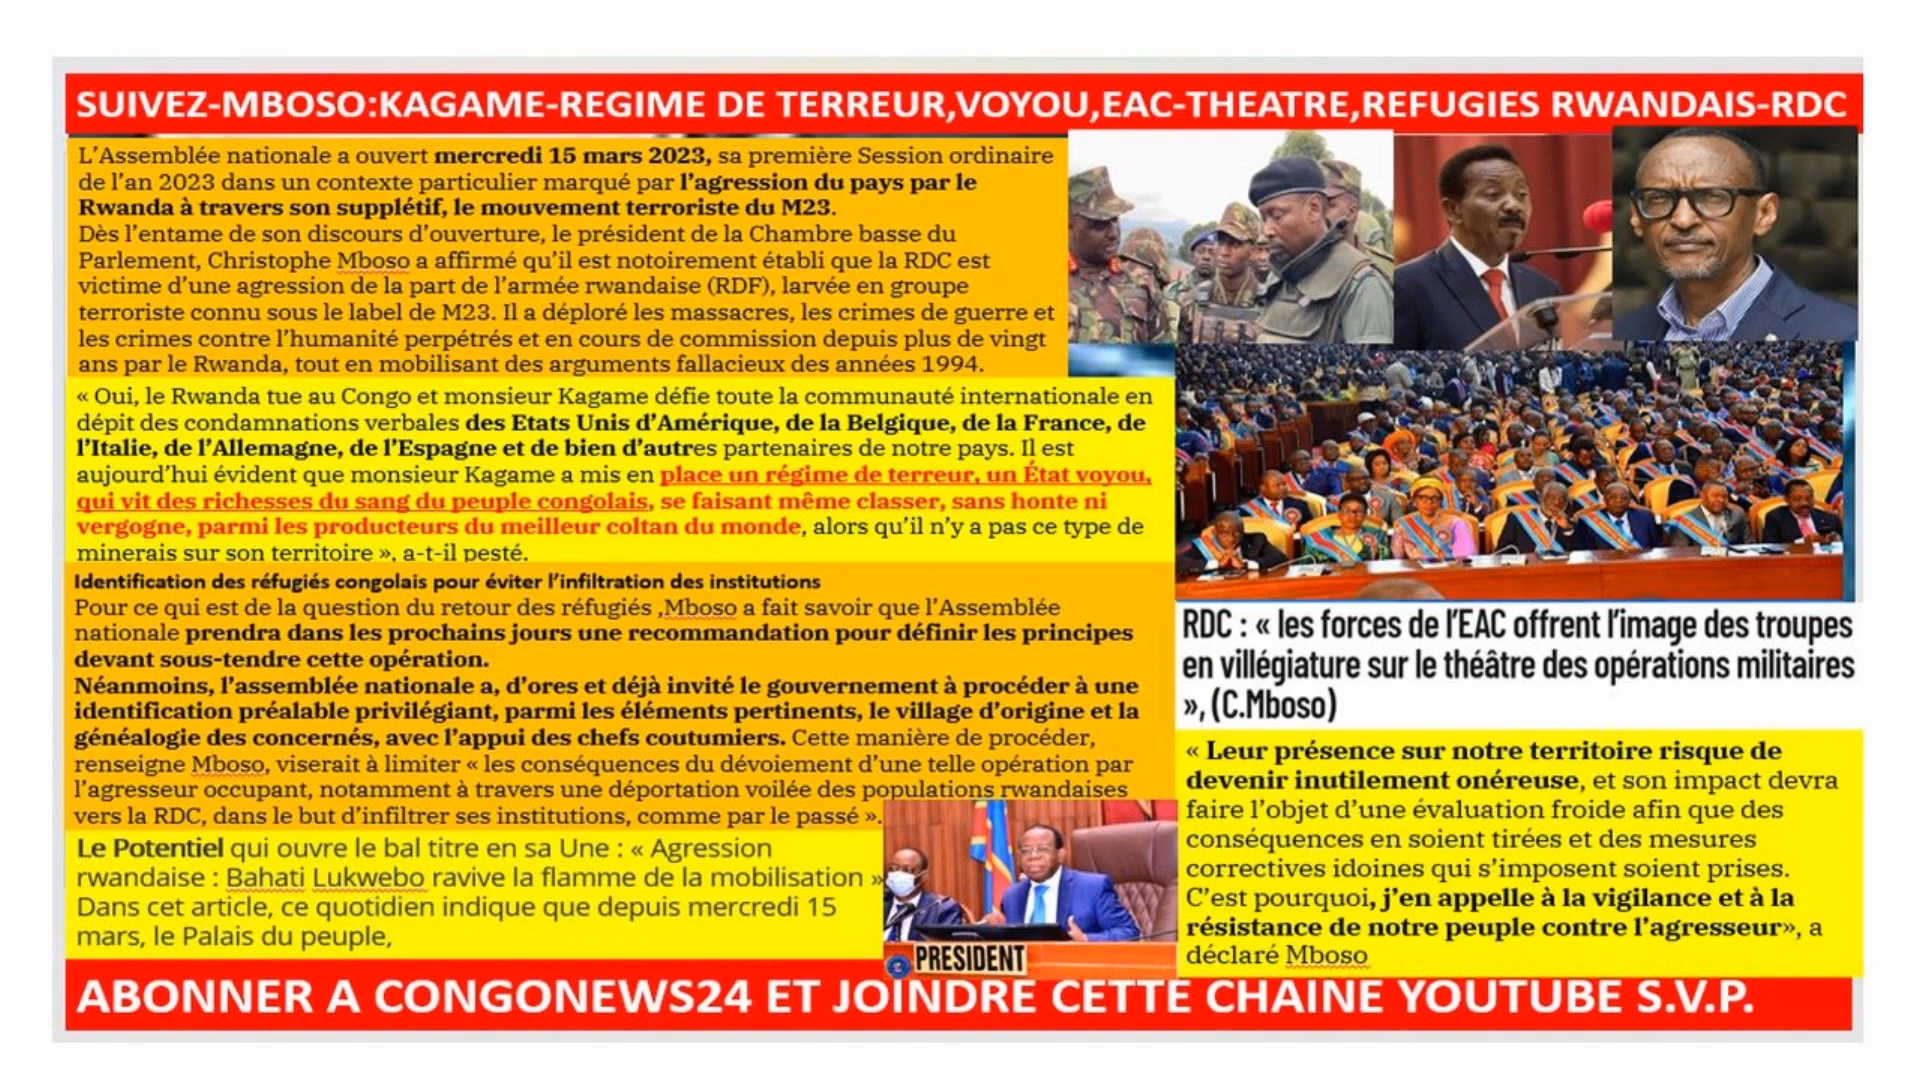 SUIVEZ-MBOSO:KAGAME-REGIME DE TERREUR,VOYOU,EAC-THEATRE,REFUGIES RWANDAIS-RDC
L'Assemblée nationale a ouvert mercredi 15 mars 2023, sa première Session ordinaire
de l'an 2023 dans un contexte particulier marqué par l'agression du pays par le
Rwanda à travers son supplétif, le mouvement terroriste du M23.
Dès l'entame de son discours d'ouverture, le président de la Chambre basse du
Parlement, Christophe Mboso a affirmé qu'il est notoirement établi que la RDC est
victime d'une agression de la part de l'armée rwandaise (RDF), larvée en groupe
terroriste connu sous le label de M23. Il a déploré les massacres, les crimes de guerre et
les crimes contre l'humanité perpétrés et en cours de commission depuis plus de vingt
ans par le Rwanda, tout en mobilisant des arguments fallacieux des années 1994.
« Oui, le Rwanda tue au Congo et monsieur Kagame défie toute la communauté internationale en
dépit des condamnations verbales des Etats Unis d'Amérique, de la Belgique, de la France, de
l'Italie, de l'Allemagne, de l'Espagne et de bien d'autres partenaires de notre pays. Il est
aujourd'hui évident que monsieur Kagame a mis en place un régime de terreur, un État voyou,
qui vit des richesses du sang du peuple congolais, se faisant même classer, sans honte ni
vergogne, parmi les producteurs du meilleur coltan du monde, alors qu'il n'y a pas ce type de
minerais sur son territoire », a-t-il pesté.
Identification des réfugiés congolais pour éviter l'infiltration des institutions
Pour ce qui est de la question du retour des réfugiés ,Mboso a fait savoir que l'Assemblée
nationale prendra dans les prochains jours une recommandation pour définir les principes
devant sous-tendre cette opération.
Néanmoins, l'assemblée nationale a, d'ores et déjà invité le gouvernement à procéder à une
identification préalable privilégiant, parmi les éléments pertinents, le village d'origine et la
généalogie des concernés, avec l'appui des chefs coutumiers. Cette manière de procéder,
renseigne Mboso, viserait à limiter « les conséquences du dévoiement d'une telle opération par
l'agresseur occupant, notamment à travers une déportation voilée des populations rwandaises
vers la RDC, dans le but d'infiltrer ses institutions, comme par le passé ».
Le Potentiel qui ouvre le bal titre en sa Une : « Agression
rwandaise : Bahati Lukwebo ravive la flamme de la mobilisation »
Dans cet article, ce quotidien indique que depuis mercredi 15
mars, le Palais du peuple,
PRESIDENT
RDC : « les forces de l'EAC offrent l'image des troupes
en villégiature sur le théâtre des opérations militaires
», (C.Mboso)
« Leur présence sur notre territoire risque de
devenir inutilement onéreuse, et son impact devra
faire l'objet d'une évaluation froide afin que des
conséquences en soient tirées et des mesures
correctives idoines qui s'imposent soient prises.
C'est pourquoi, j'en appelle à la vigilance et à la
résistance de notre peuple contre l'agresseur», a
déclaré Mboso
ABONNER A CONGONEWS24 ET JOINDRE CETTE CHAINE YOUTUBE S.V.P.